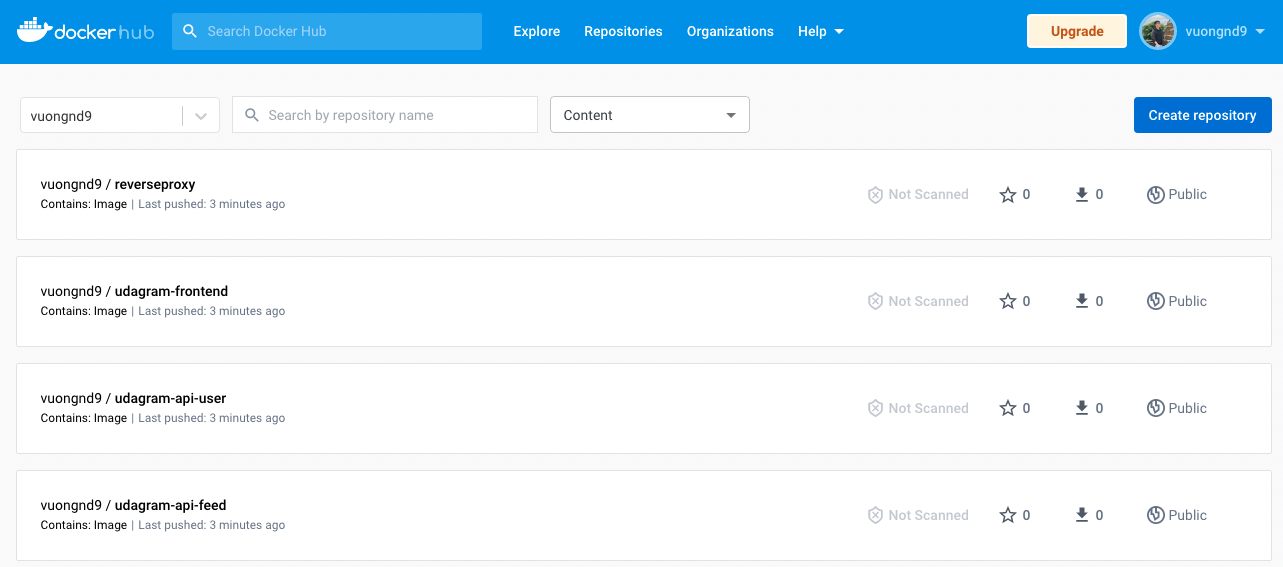 dockerhub Search Docker Hub Explore Repositories Organizations Help Upgrade vuongnd9
vuongnd9 Search by repository name Content Create repository
vuongnd9 / reverseproxy
Contains: Image | Last pushed: 3 minutes ago
Not Scanned 0 0 Public
vuongnd9 / udagram-frontend
Contains: Image | Last pushed: 3 minutes ago
Not Scanned 0 0 Public
vuongnd9 / udagram-api-user
Contains: Image | Last pushed: 3 minutes ago
Not Scanned 0 0 Public
vuongnd9 / udagram-api-feed
Contains: Image | Last pushed: 3 minutes ago
Not Scanned 0 0 Public